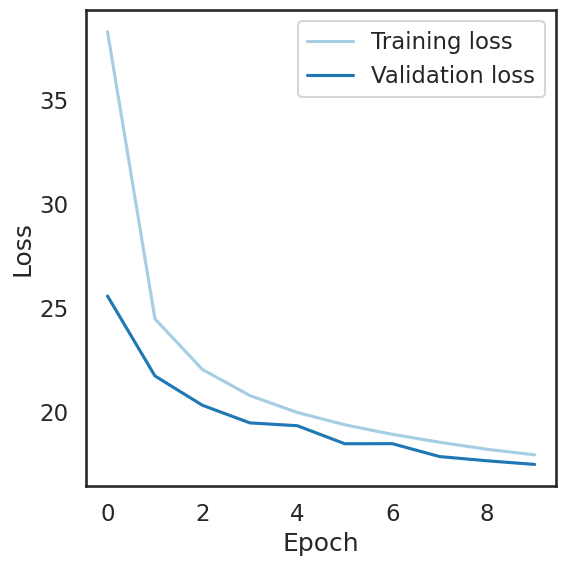 Training loss
Validation loss
35
30
25
20
Loss
0 2 4 6 8
Epoch